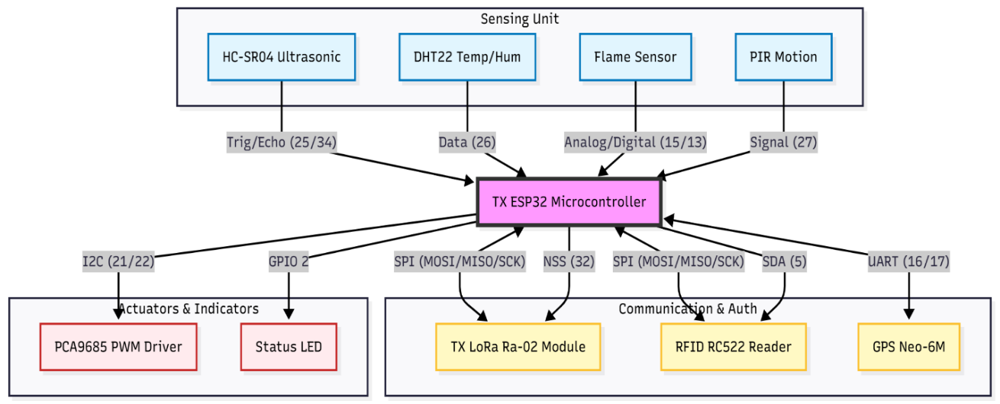 Sensing Unit
HC-SR04 Ultrasonic
DHT22 Temp/Hum
Flame Sensor
PIR Motion
Trig/Echo (25/34)
Data (26)
Analog/Digital (15/13)
Signal (27)
TX ESP32 Microcontroller
I2C (21/22)
GPIO 2
SPI (MOSI/MISO/SCK)
NSS (32)
SPI (MOSI/MISO/SCK)
SDA (5)
UART (16/17)
Actuators & Indicators
Communication & Auth
PCA9685 PWM Driver
Status LED
TX LoRa Ra-02 Module
RFID RC522 Reader
GPS Neo-6M